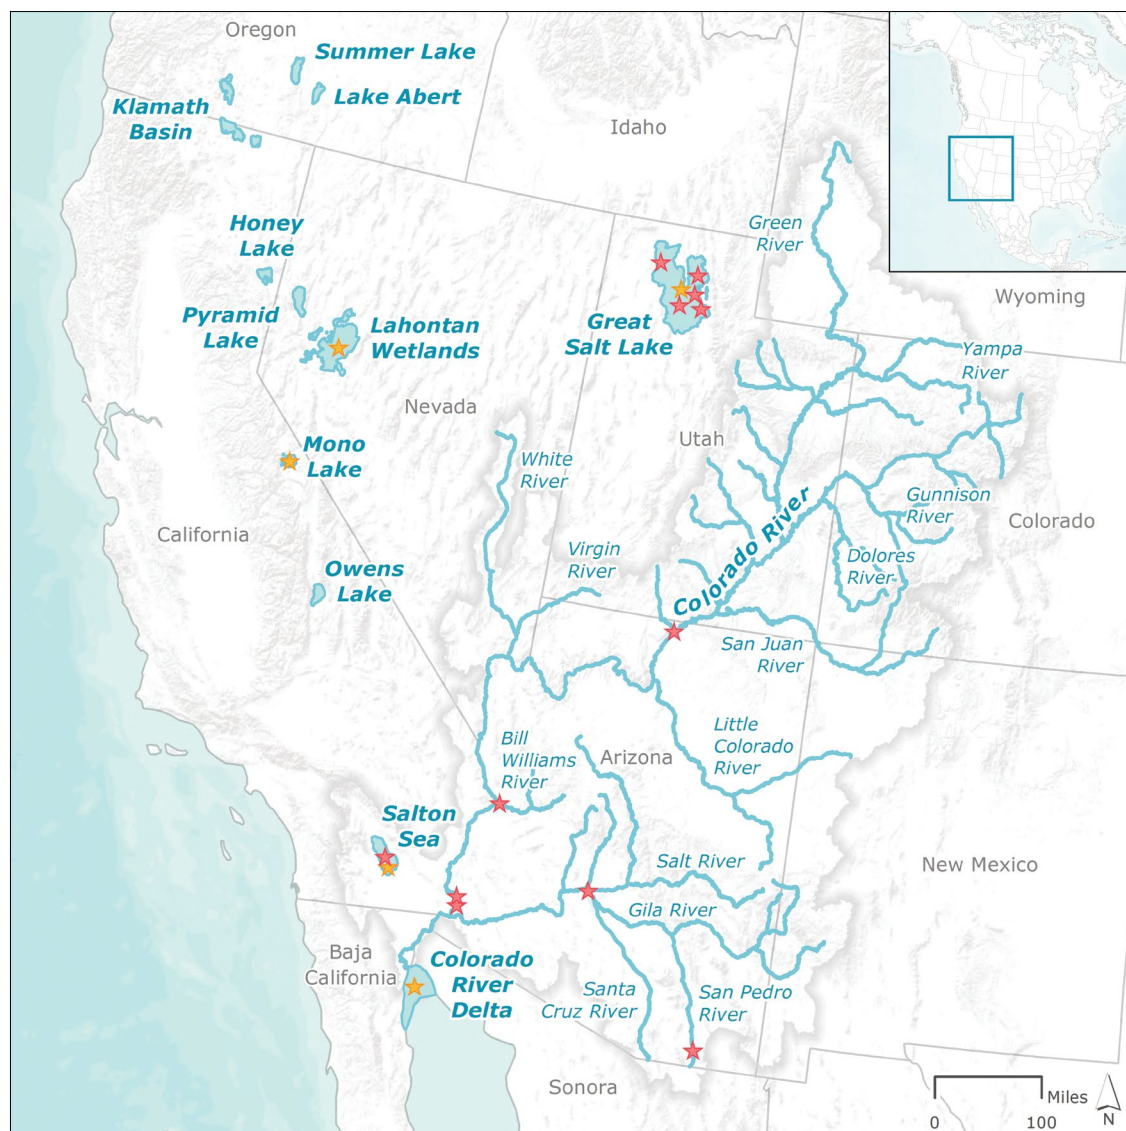 Oregon
Summer Lake
Lake Abert
Klamath
Basin
Idaho
Honey
Lake
Green
River
Wyoming
Pyramid
Lake
Lahontan
Wetlands
Great
Salt Lake
Yampa
River
Nevada
Utah
Mono
Lake
White
River
Gunnison
River
California
Colorado
Colorado River
Virgin
River
Dolores
River
Owens
Lake
San Juan
River
Bill
Williams
River
Arizona
Little
Colorado
River
Salton
Sea
Salt River
New Mexico
Gila River
Baja
California
Colorado
River
Delta
Santa
Cruz River
San Pedro
River
Sonora
Miles
0
100
N